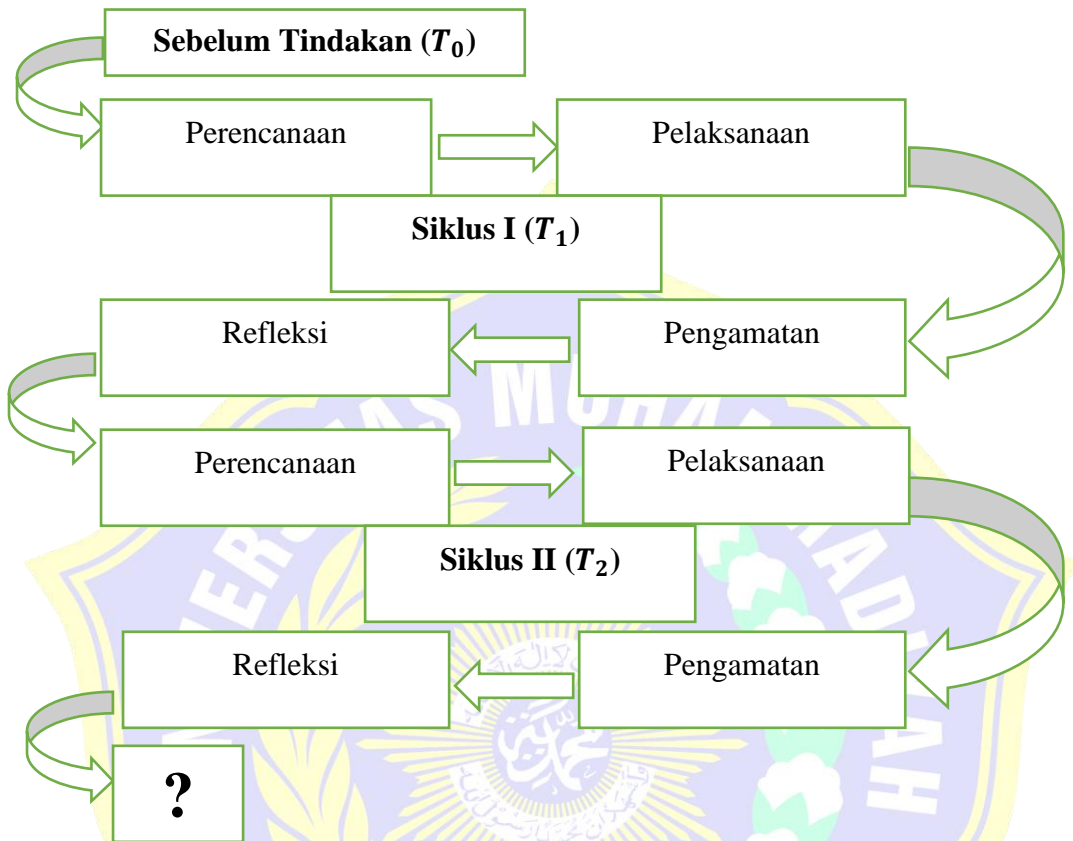 Sebelum Tindakan (T₀)
Perencanaan
Pelaksanaan
Siklus I (T₁)
Refleksi
Pengamatan
Perencanaan
Pelaksanaan
Siklus II (T₂)
Refleksi
Pengamatan
?